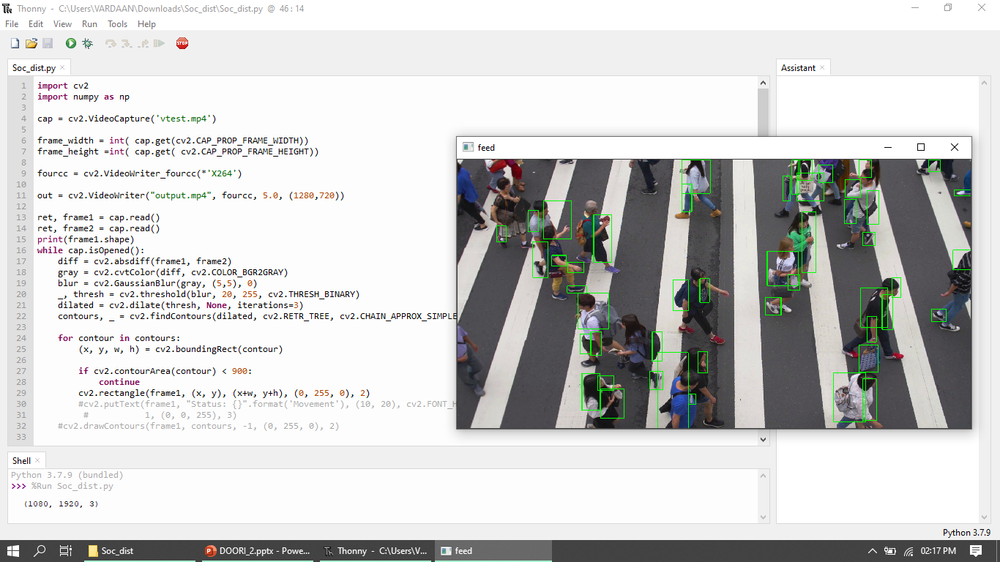 Thonny - C:\Users\VARDAAN\Downloads\Soc_dist\Soc_dist.py @ 46 : 14
File Edit View Run Tools Help
STOP
Soc_dist.py ×
Assistant ×
1 import cv2
2 import numpy as np
3
4 cap = cv2.VideoCapture('vtest.mp4')
5
6 frame_width = int( cap.get(cv2.CAP_PROP_FRAME_WIDTH))
7 frame_height =int( cap.get( cv2.CAP_PROP_FRAME_HEIGHT))
8
9 fourcc = cv2.VideoWriter_fourcc(*'X264')
10
11 out = cv2.VideoWriter("output.mp4", fourcc, 5.0, (1280,720))
12
13 ret, frame1 = cap.read()
14 ret, frame2 = cap.read()
15 print(frame1.shape)
16 while cap.isOpened():
17     diff = cv2.absdiff(frame1, frame2)
18     gray = cv2.cvtColor(diff, cv2.COLOR_BGR2GRAY)
19     blur = cv2.GaussianBlur(gray, (5,5), 0)
20     _, thresh = cv2.threshold(blur, 20, 255, cv2.THRESH_BINARY)
21     dilated = cv2.dilate(thresh, None, iterations=3)
22     contours, _ = cv2.findContours(dilated, cv2.RETR_TREE, cv2.CHAIN_APPROX_SIMPLE
23
24     for contour in contours:
25         (x, y, w, h) = cv2.boundingRect(contour)
26
27         if cv2.contourArea(contour) < 900:
28             continue
29         cv2.rectangle(frame1, (x, y), (x+w, y+h), (0, 255, 0), 2)
30         #cv2.putText(frame1, "Status: {}".format('Movement'), (10, 20), cv2.FONT_H
31         #           1, (0, 0, 255), 3)
32     #cv2.drawContours(frame1, contours, -1, (0, 255, 0), 2)
33
feed
Shell ×
Python 3.7.9 (bundled)
>>> %Run Soc_dist.py
(1080, 1920, 3)
Python 3.7.9
Soc_dist
DOORI_2.pptx - Powe...
Thonny - C:\Users\V...
feed
02:17 PM